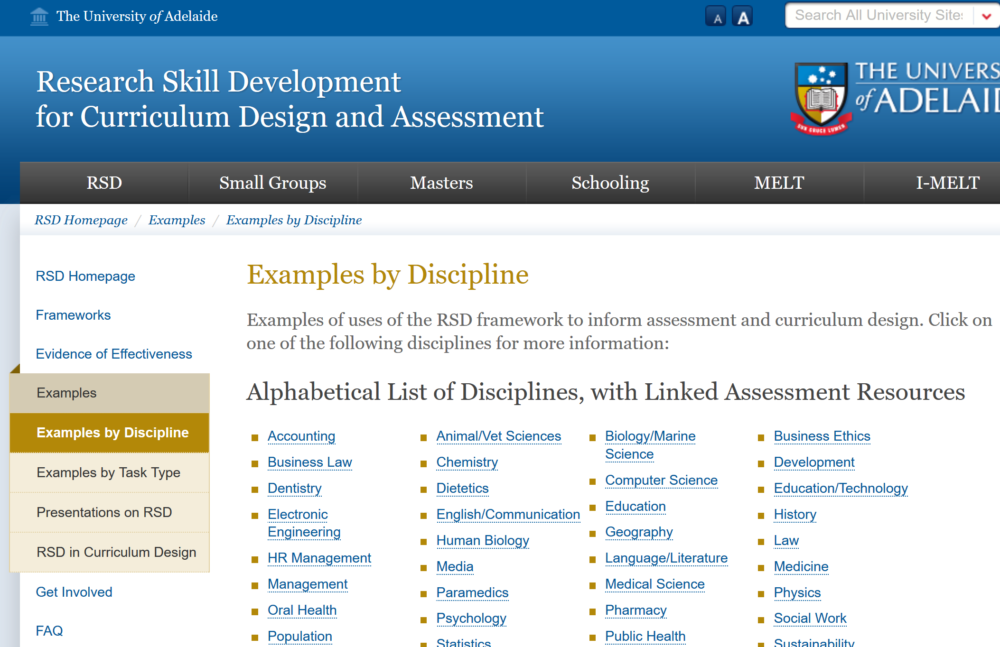 The University of Adelaide
A A
Search All University Site
Research Skill Development
for Curriculum Design and Assessment
THE UNIVERS
of ADELAID
SUB CRUCE LUMEN
RSD Small Groups Masters Schooling MELT I-MELT
RSD Homepage / Examples / Examples by Discipline
RSD Homepage
Frameworks
Evidence of Effectiveness
Examples
Examples by Discipline
Examples by Task Type
Presentations on RSD
RSD in Curriculum Design
Get Involved
FAQ
Examples by Discipline
Examples of uses of the RSD framework to inform assessment and curriculum design. Click on
one of the following disciplines for more information:
Alphabetical List of Disciplines, with Linked Assessment Resources
Accounting
Business Law
Dentistry
Electronic
Engineering
HR Management
Management
Oral Health
Population
Animal/Vet Sciences
Chemistry
Dietetics
English/Communication
Human Biology
Media
Paramedics
Psychology
Statistics
Biology/Marine
Science
Computer Science
Education
Geography
Language/Literature
Medical Science
Pharmacy
Public Health
Business Ethics
Development
Education/Technology
History
Law
Medicine
Physics
Social Work
Sustainability